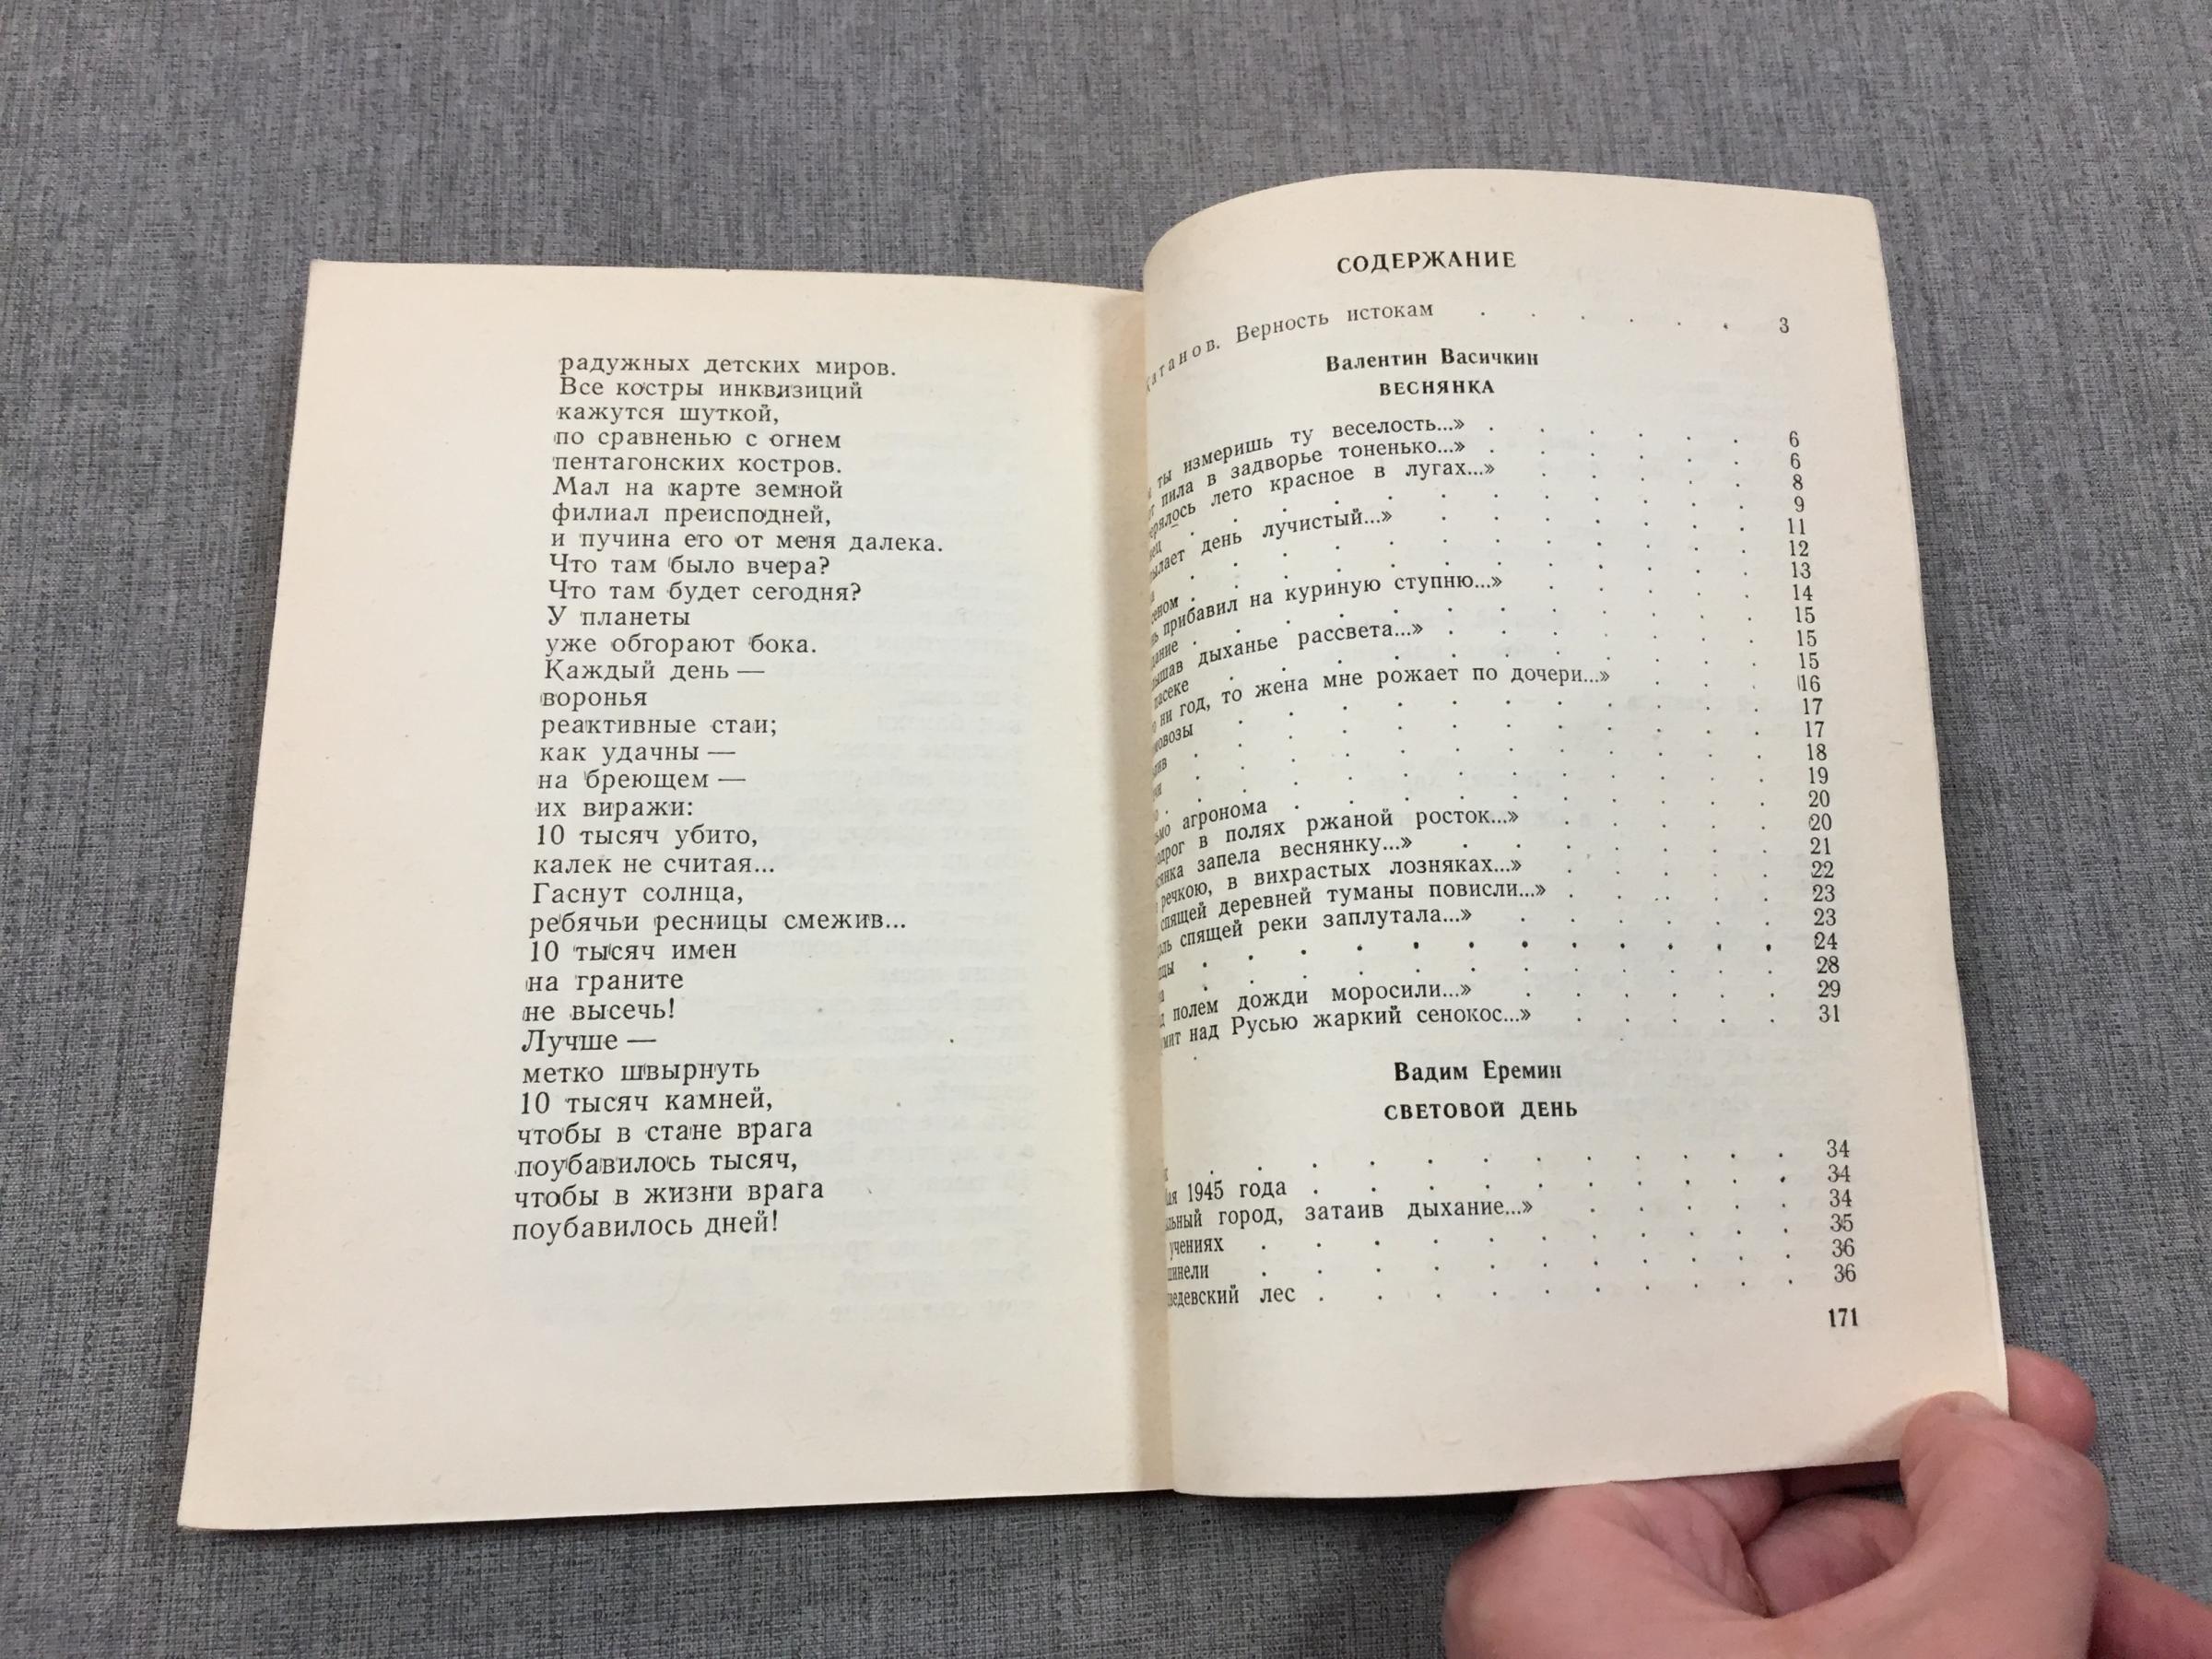 радужных детских миров.
Все костры инквизиций
кажутся шуткой,
по сравненью с огнем
пентагонских костров.
Мал на карте земной
филиал преисподней,
и пучина его от меня далека.
Что там было вчера?
Что там будет сегодня?
У планеты
уже обгорают бока.
Каждый день —
воронья
реактивные стаи;
как удачны —
на бреющем —
их виражи:
10 тысяч убито,
калек не считая...
Гаснут солнца,
ребячьи ресницы смежив...
10 тысяч имен
на граните
не высечь!
Лучше —
метко швырнуть
10 тысяч камней,
чтобы в стане врага
поубавилось тысяч,
чтобы в жизни врага
поубавилось дней!
СОДЕРЖАНИЕ
Катанов. Верность истокам . . . . . . 3
Валентин Васичкин
ВЕСНЯНКА
ты измеришь ту веселость...» . . . . . . 6
пила в задворье тоненько...» . . . . . . 6
лето красное в лугах...» . . . . . 8
. . . . . . . . . 9
день лучистый...» . . . . . . 11
. . . . . . . . . . 12
. . . . . . . . . . 13
прибавил на куриную ступню...» . . . . 14
. . . . . . . . . . 15
дыханье рассвета...» . . . . . . 15
пасеке . . . . . . . . . 15
ни год, то жена мне рожает по дочери...» . . . 16
. . . . . . . . . 17
. . . . . . . . . . 17
. . . . . . . . . . 18
. . . . . . . . . . 19
агронома . . . . . . . . 20
в полях ржаной росток...» . . . . 20
запела веснянку...» . . . . . . 21
речкою, в вихрастых лозняках...» . . . . 22
спящей деревней туманы повисли...» . . . . 23
спящей реки заплутала...» . . . . . 23
. . . . . . . . . . 24
. . . . . . . . . . 28
полем дожди моросили...» . . . . . 29
над Русью жаркий сенокос...» . . . . 31
Вадим Еремин
СВЕТОВОЙ ДЕНЬ
. . . . . . . . . . . 34
1945 года . . . . . . . . . 34
город, затаив дыхание...» . . . . 34
учениях . . . . . . . . . 35
. . . . . . . . . 36
лес . . . . . . . . . 36
171